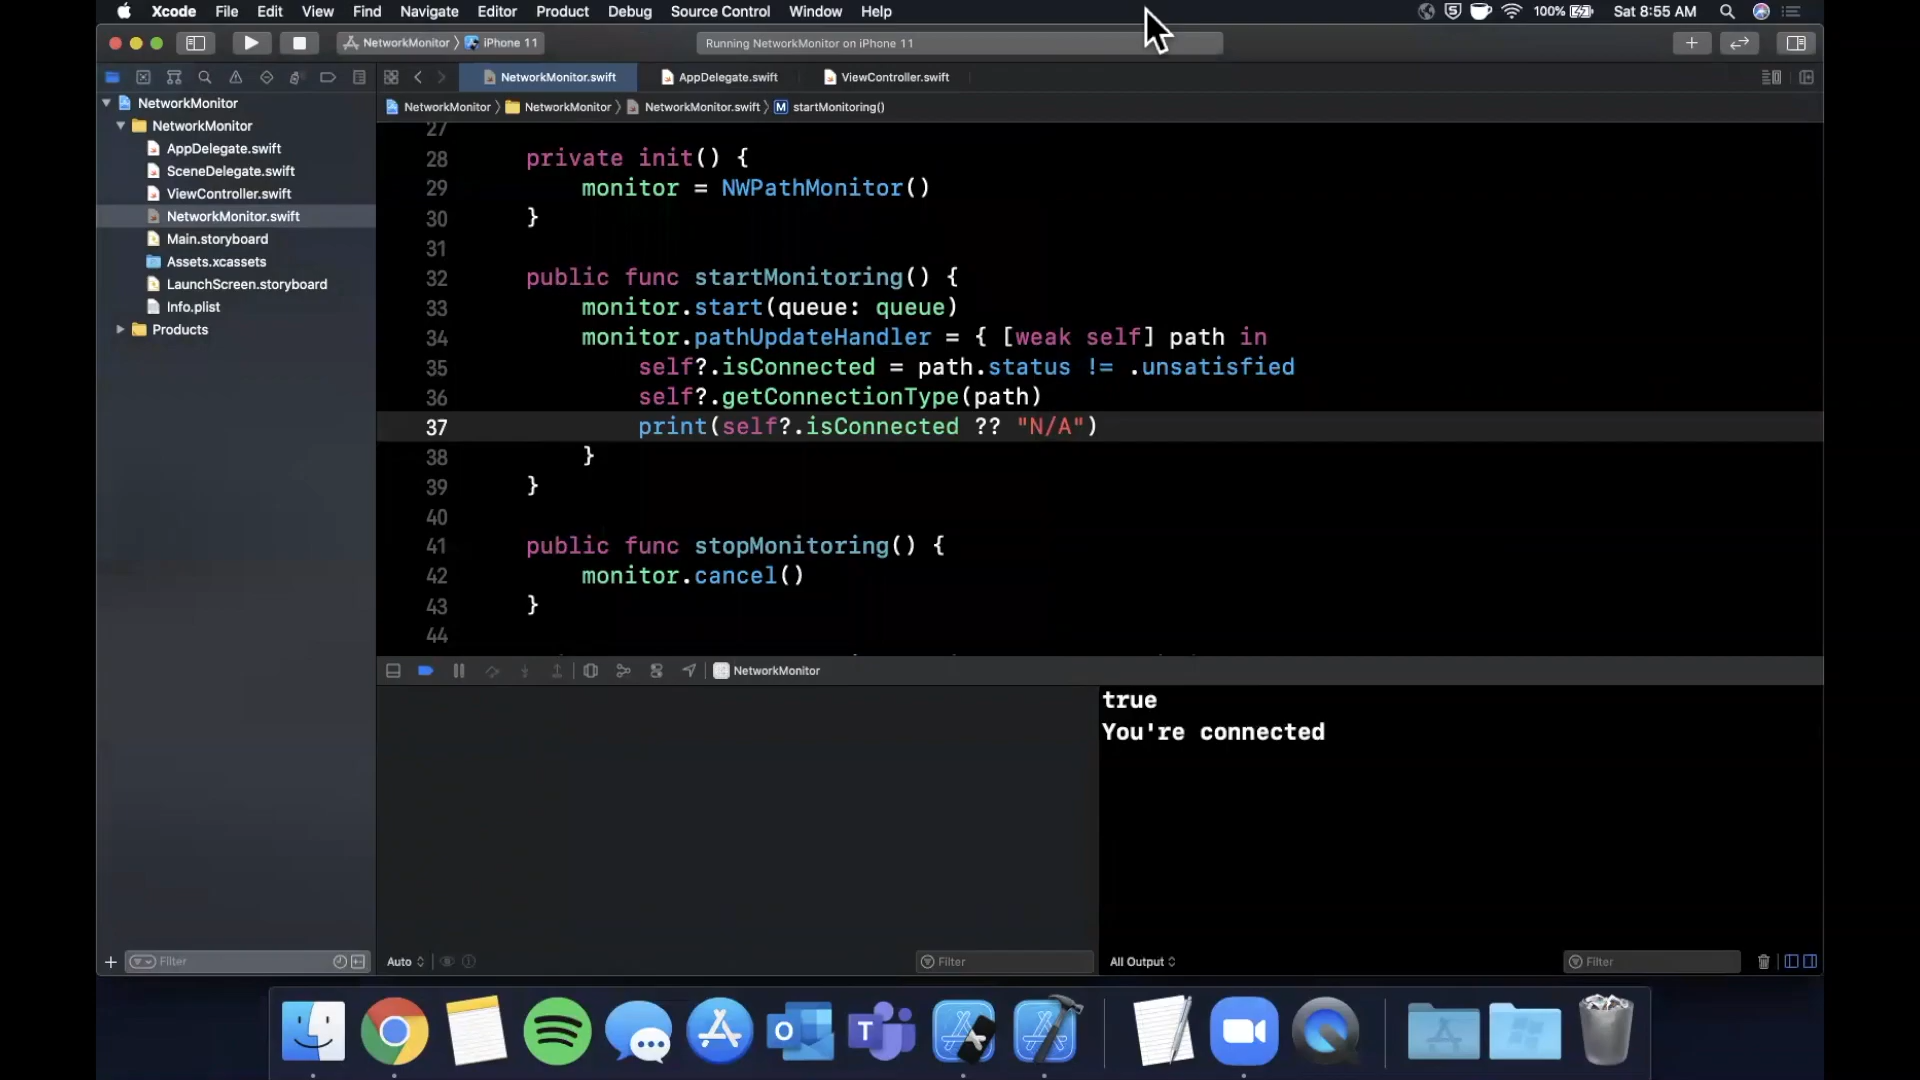 Xcode File Edit View Find Navigate Editor Product Debug Source Control Window Help 100% Sat 8:55 AM
NetworkMonitor iPhone 11 Running NetworkMonitor on iPhone 11
NetworkMonitor.swift AppDelegate.swift ViewController.swift
NetworkMonitor NetworkMonitor NetworkMonitor.swift M startMonitoring()
NetworkMonitor
NetworkMonitor
AppDelegate.swift
SceneDelegate.swift
ViewController.swift
NetworkMonitor.swift
Main.storyboard
Assets.xcassets
LaunchScreen.storyboard
Info.plist
Products
27
28 private init() {
29 monitor = NWPathMonitor()
30 }
31
32 public func startMonitoring() {
33 monitor.start(queue: queue)
34 monitor.pathUpdateHandler = { [weak self] path in
35 self?.isConnected = path.status != .unsatisfied
36 self?.getConnectionType(path)
37 print(self?.isConnected ?? "N/A")
38 }
39 }
40
41 public func stopMonitoring() {
42 monitor.cancel()
43 }
44
NetworkMonitor
true
You're connected
Filter Auto Filter All Output Filter